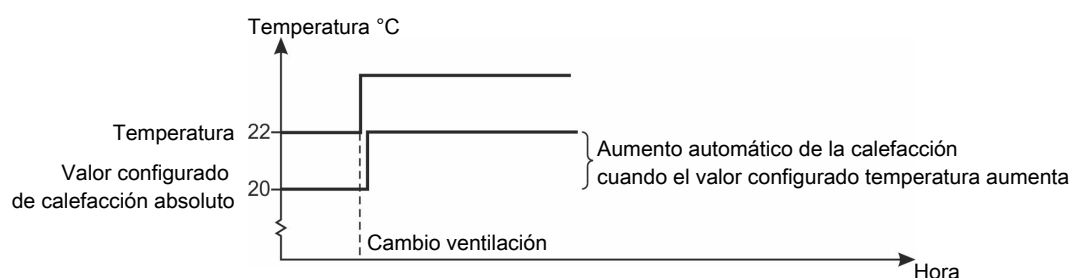 Temperatura °C
Temperatura 22
Valor configurado
de calefacción absoluto
20
Aumento automático de la calefacción
cuando el valor configurado temperatura aumenta
Cambio ventilación
Hora